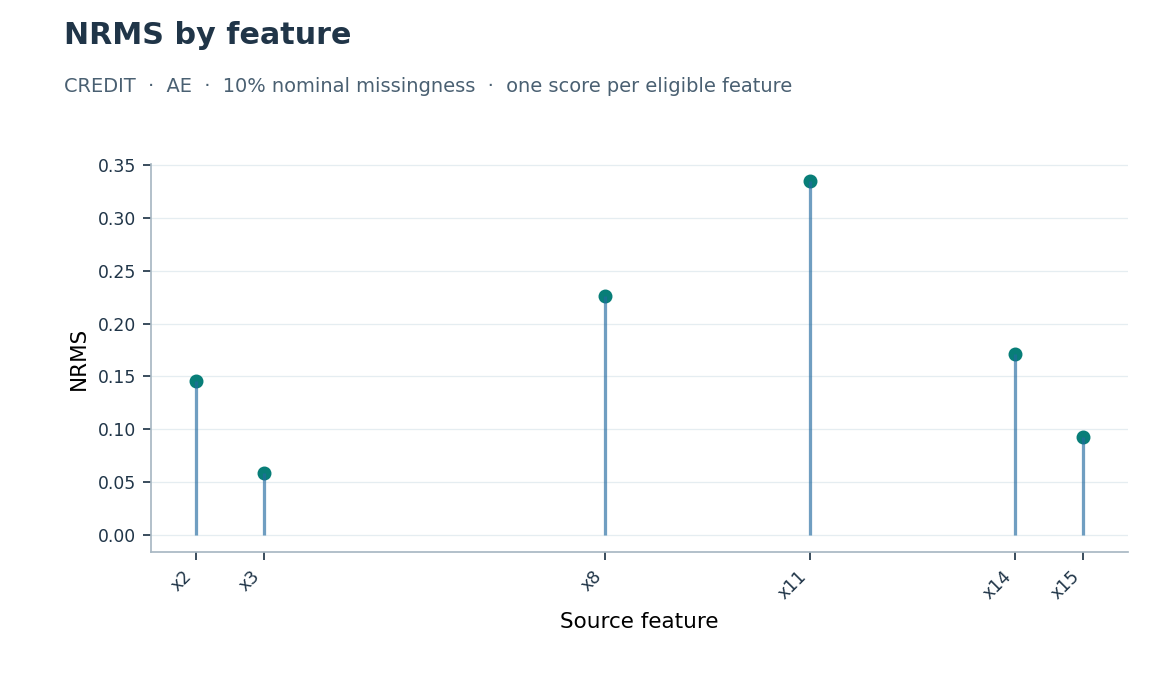 NRMS by feature
CREDIT · AE · 10% nominal missingness · one score per eligible feature
0.35
0.30
0.25
0.20
0.15
0.10
0.05
0.00
NRMS
x2 x3 x8 x11 x14 x15
Source feature